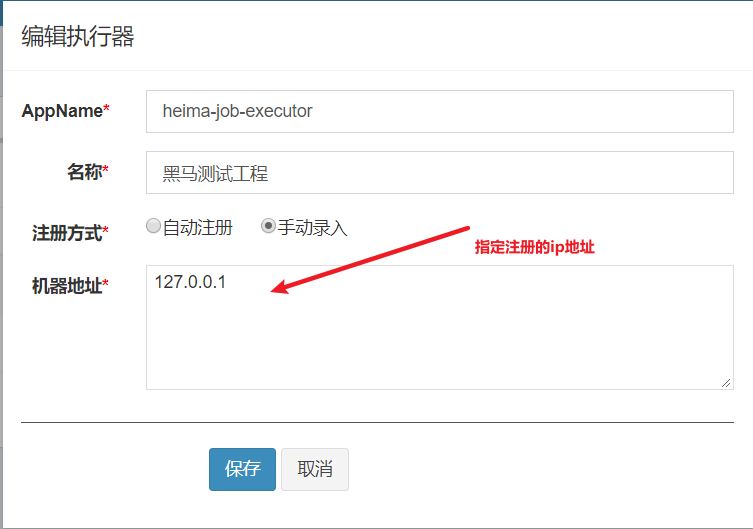 编辑执行器
AppName* heima-job-executor
名称* 黑马测试工程
注册方式* 自动注册 手动录入
指定注册的ip地址
机器地址* 127.0.0.1
保存 取消